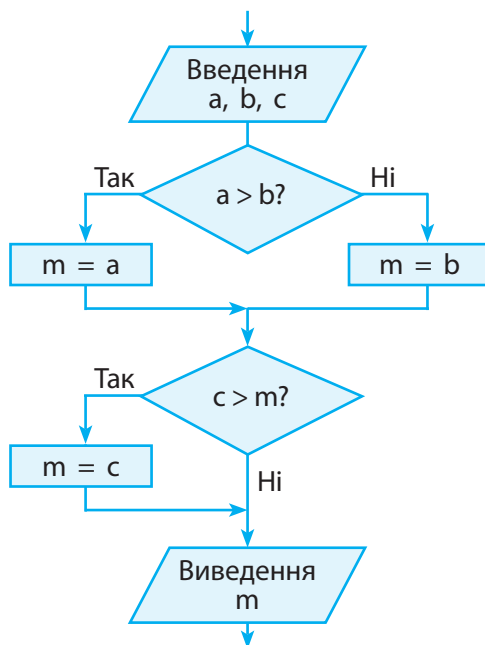 Введення
a, b, c
Так
a > b?
Ні
m = a
m = b
Так
c > m?
m = c
Ні
Виведення
m